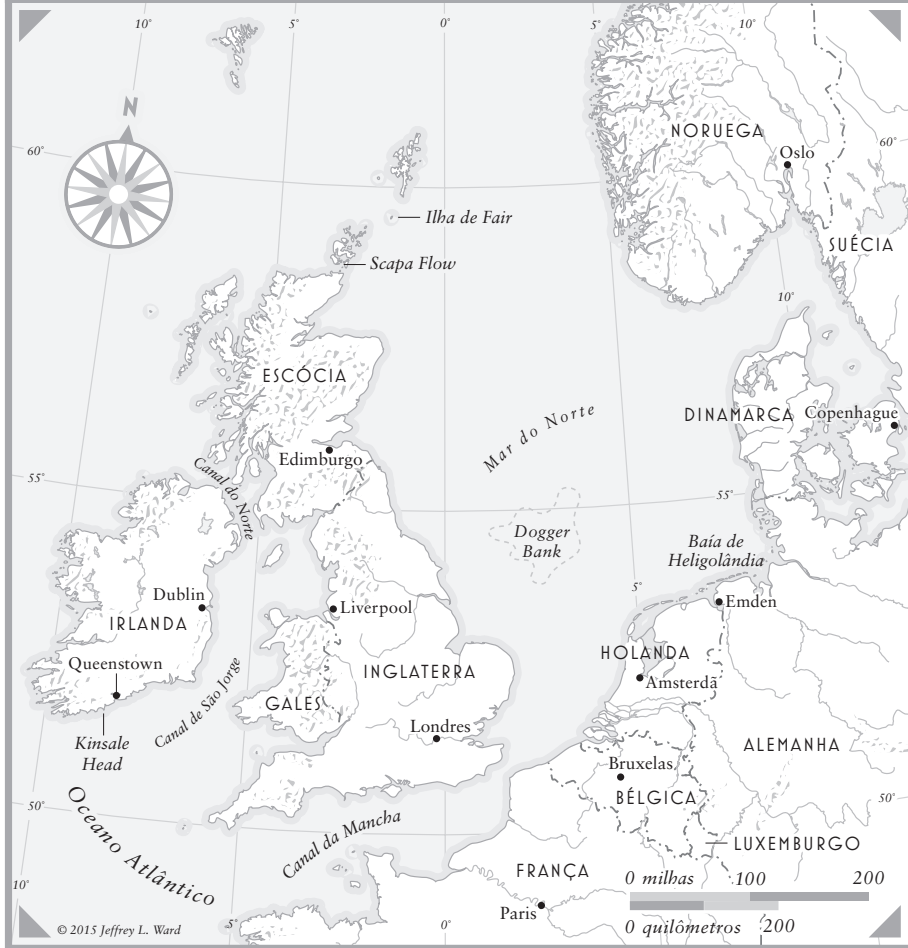 10°
5°
0°
5°
10°
N
NORUEGA
60°
60°
Oslo
Ilha de Fair
SUÉCIA
Scapa Flow
10°
ESCÓCIA
DINAMARCA
Copenhague
Mar do Norte
Edimburgo
Canal do Norte
55°
55°
Dogger
Bank
Baía de
Heligolândia
5°
Dublin
Liverpool
Emden
IRLANDA
HOLANDA
Queenstown
INGLATERRA
Amsterdã
Canal de São Jorge
GALES
Londres
Kinsale
Head
ALEMANHA
Bruxelas
BÉLGICA
50°
50°
Oceano Atlântico
Canal da Mancha
LUXEMBURGO
FRANÇA
0 milhas 100 200
10°
Paris
0 quilômetros 200
© 2015 Jeffrey L. Ward
5°
0°